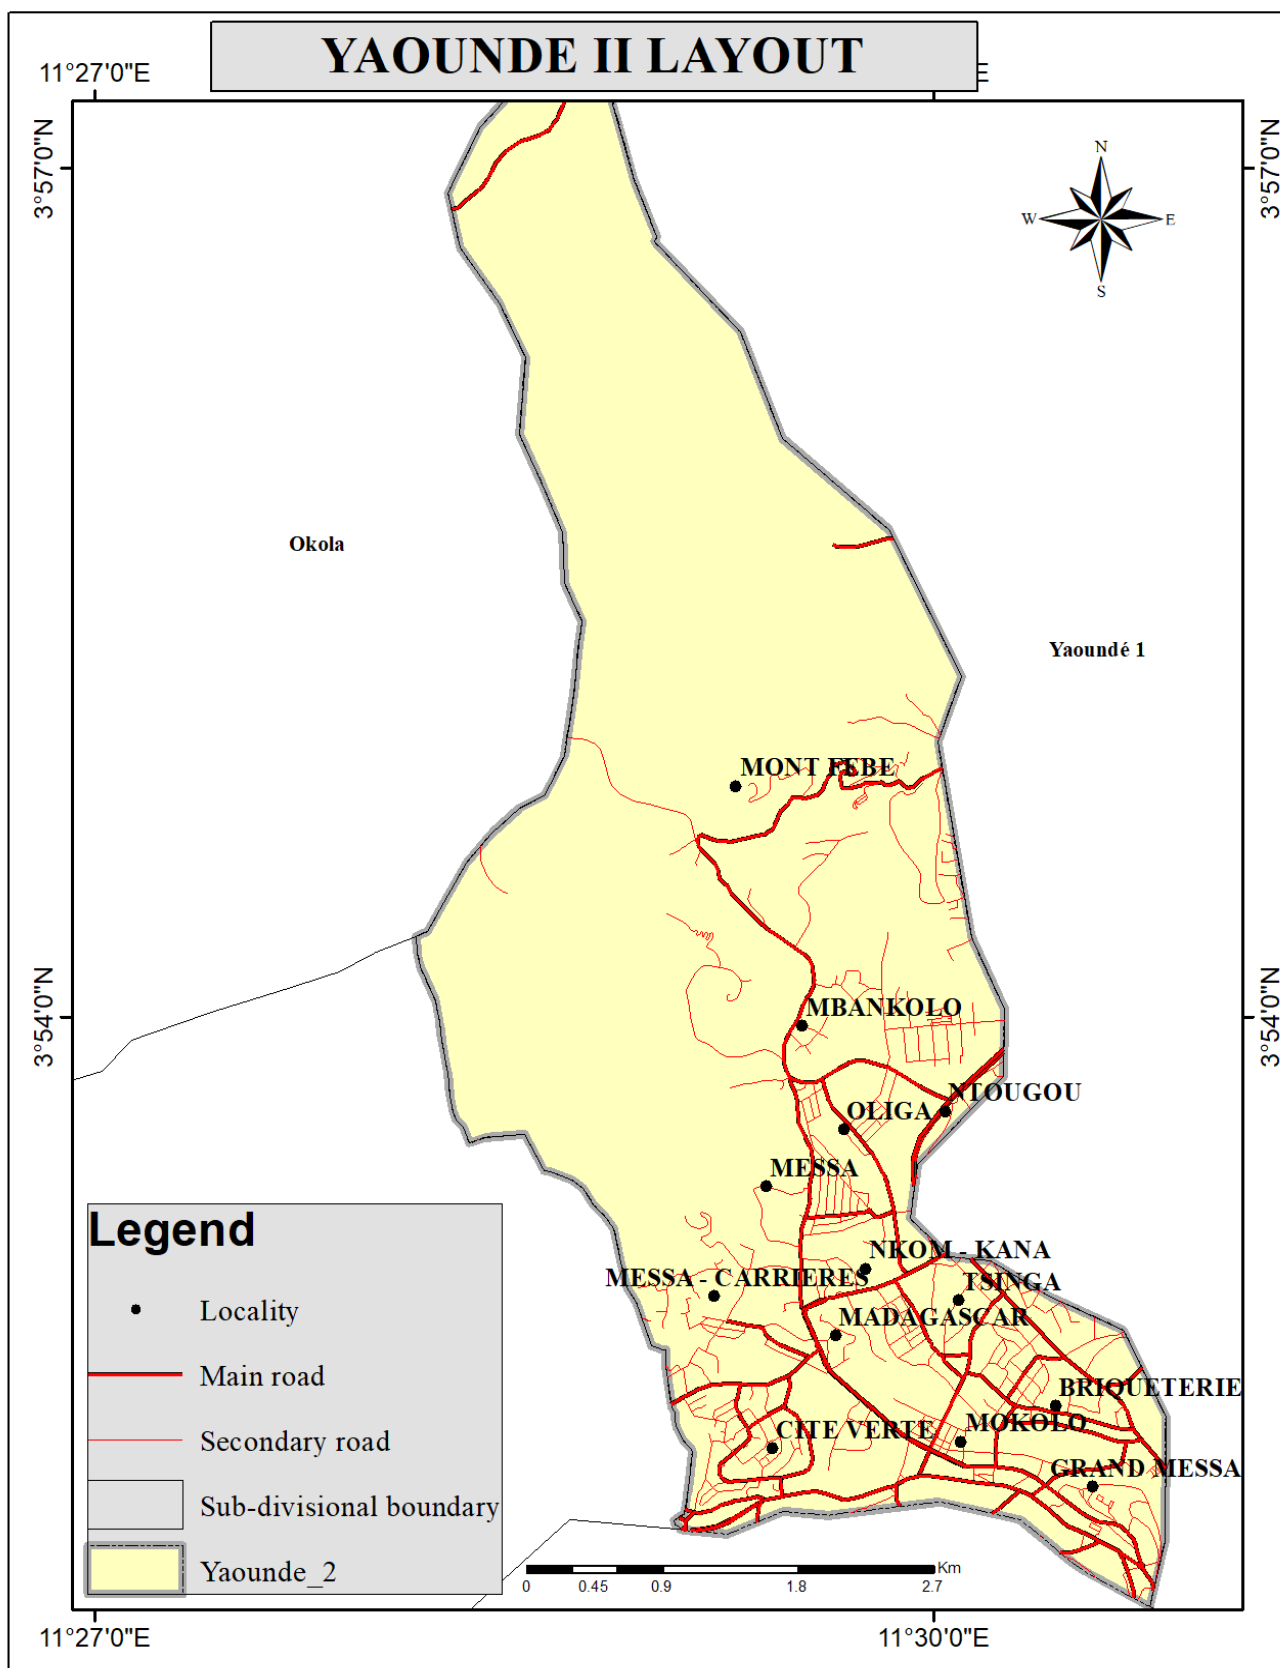 YAOUNDE II LAYOUT
11°27'0"E
E
3°57'0"N
3°57'0"N
N
W
E
S
Okola
Yaoundé 1
MONT FEBE
3°54'0"N
3°54'0"N
MBANKOLO
NTOUGOU
OLIGA
MESSA
NKOM - KANA
MESSA - CARRIERES
TSINGA
MADAGASCAR
BRIQUETERIE
CITE VERTE
MOKOLO
GRAND MESSA
Legend
Locality
Main road
Secondary road
Sub-divisional boundary
Yaounde_2
Km
0 0.45 0.9 1.8 2.7
11°27'0"E
11°30'0"E